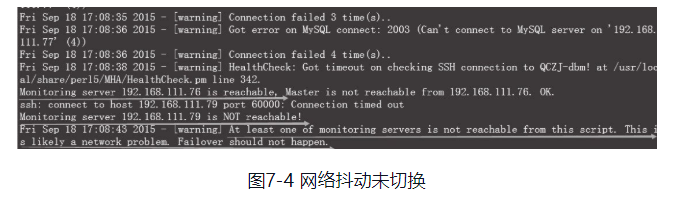 Fri Sep 18 17:08:35 2015 - [warning] Connection failed 3 time(s)..
Fri Sep 18 17:08:36 2015 - [warning] Got error on MySQL connect: 2003 (Can't connect to MySQL server on '192.168.
111.77' (4))
Fri Sep 18 17:08:36 2015 - [warning] Connection failed 4 time(s)..
Fri Sep 18 17:08:38 2015 - [warning] HealthCheck: Got timeout on checking SSH connection to QCZJ-dbm! at /usr/loc
al/share/perl5/MHA/HealthCheck.pm line 342.
Monitoring server 192.168.111.76 is reachable, Master is not reachable from 192.168.111.76. OK.
ssh: connect to host 192.168.111.79 port 60000: Connection timed out
Monitoring server 192.168.111.79 is NOT reachable!
Fri Sep 18 17:08:43 2015 - [warning] At least one of monitoring servers is not reachable from this script. This i
s likely a network problem. Failover should not happen.
图7-4 网络抖动未切换